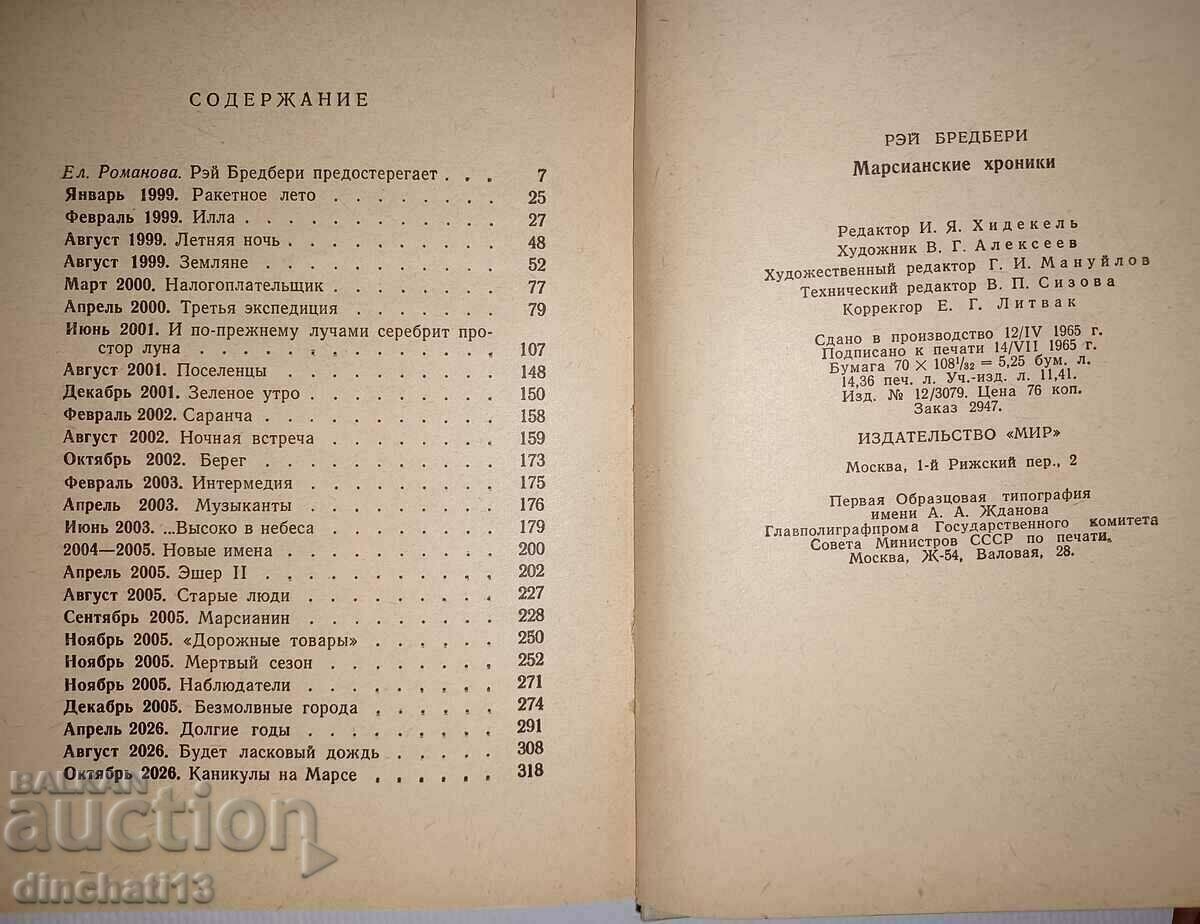 СОДЕРЖАНИЕ
Ел. Романова. Рэй Бредбери предостерегает . . . 7
Январь 1999. Ракетное лето . . . . . . . . 25
Февраль 1999. Илла . . . . . . . . . . . 27
Август 1999. Летняя ночь . . . . . . . . . 48
Август 1999. Земляне . . . . . . . . . . 52
Март 2000. Налогоплательщик . . . . . . . . 77
Апрель 2000. Третья экспедиция . . . . . . . 79
Июнь 2001. И по-прежнему лучами серебрит про-
стор луна . . . . . . . . . . . . . 107
Август 2001. Поселенцы . . . . . . . . . . 148
Декабрь 2001. Зеленое утро . . . . . . . . . 150
Февраль 2002. Саранча . . . . . . . . . . 158
Август 2002. Ночная встреча . . . . . . . . 159
Октябрь 2002. Берег . . . . . . . . . . . 173
Февраль 2003. Интермедия . . . . . . . . . 175
Апрель 2003. Музыканты . . . . . . . . . 176
Июнь 2003. ...Высоко в небеса . . . . . . . . 179
2004—2005. Новые имена . . . . . . . . . . 200
Апрель 2005. Эшер II . . . . . . . . . . . 202
Август 2005. Старые люди . . . . . . . . . 227
Сентябрь 2005. Марсианин . . . . . . . . . 228
Ноябрь 2005. «Дорожные товары» . . . . . . 250
Ноябрь 2005. Мертвый сезон . . . . . . . . 252
Ноябрь 2005. Наблюдатели . . . . . . . . . 271
Декабрь 2005. Безмолвные города . . . . . . 274
Апрель 2026. Долгие годы . . . . . . . . . 291
Август 2026. Будет ласковый дождь . . . . . 308
Октябрь 2026. Каникулы на Марсе . . . . . . 318
РЭЙ БРЕДБЕРИ
Марсианские хроники
Редактор И. Я. Хидекель
Художник В. Г. Алексеев
Художественный редактор Г. И. Мануйлов
Технический редактор В. П. Сизова
Корректор Е. Г. Литвак
Сдано в производство 12/IV 1965 г.
Подписано к печати 14/VII 1965 г.
Бумага 70 × 108¹/₃₂ = 5,25 бум. л.
14,36 печ. л. Уч.-изд. л. 11,41.
Изд. № 12/3079. Цена 76 коп.
Заказ 2947.
ИЗДАТЕЛЬСТВО «МИР»
Москва, 1-й Рижский пер., 2
Первая Образцовая типография
имени А. А. Жданова
Главполиграфпрома Государственного комитета
Совета Министров СССР по печати,
Москва, Ж-54, Валовая, 28.
BALKAN
auction
dinchati13